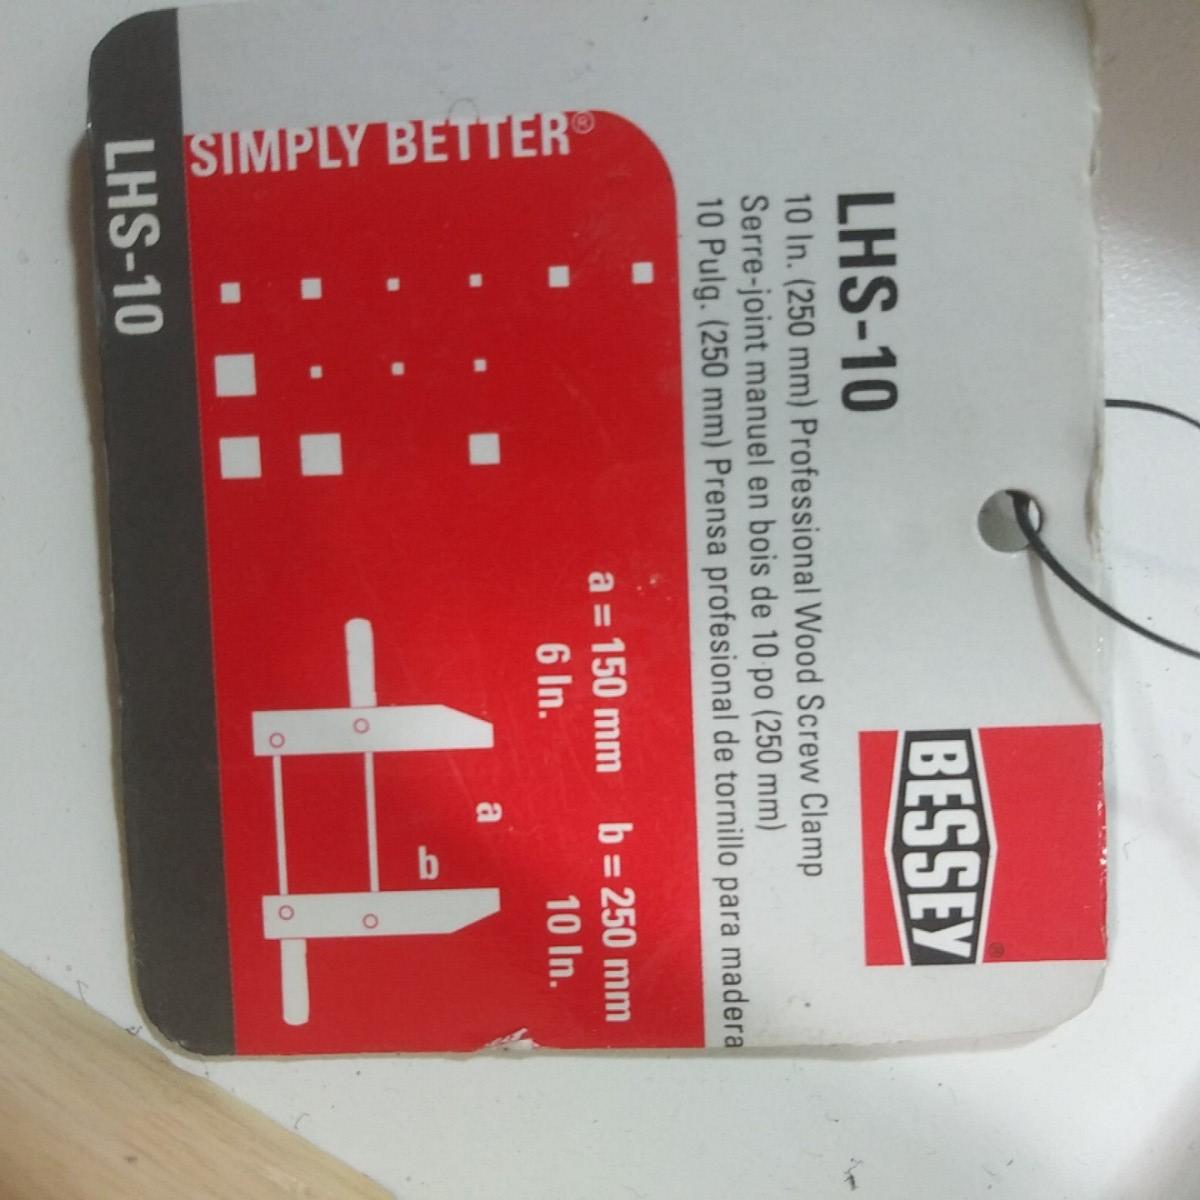 BESSEY®
LHS-10
10 In. (250 mm) Professional Wood Screw Clamp
Serre-joint manuel en bois de 10 po (250 mm)
10 Pulg. (250 mm) Prensa profesional de tornillo para madera
SIMPLY BETTER®
a = 150 mm b = 250 mm
6 In. 10 In.
a
b
LHS-10